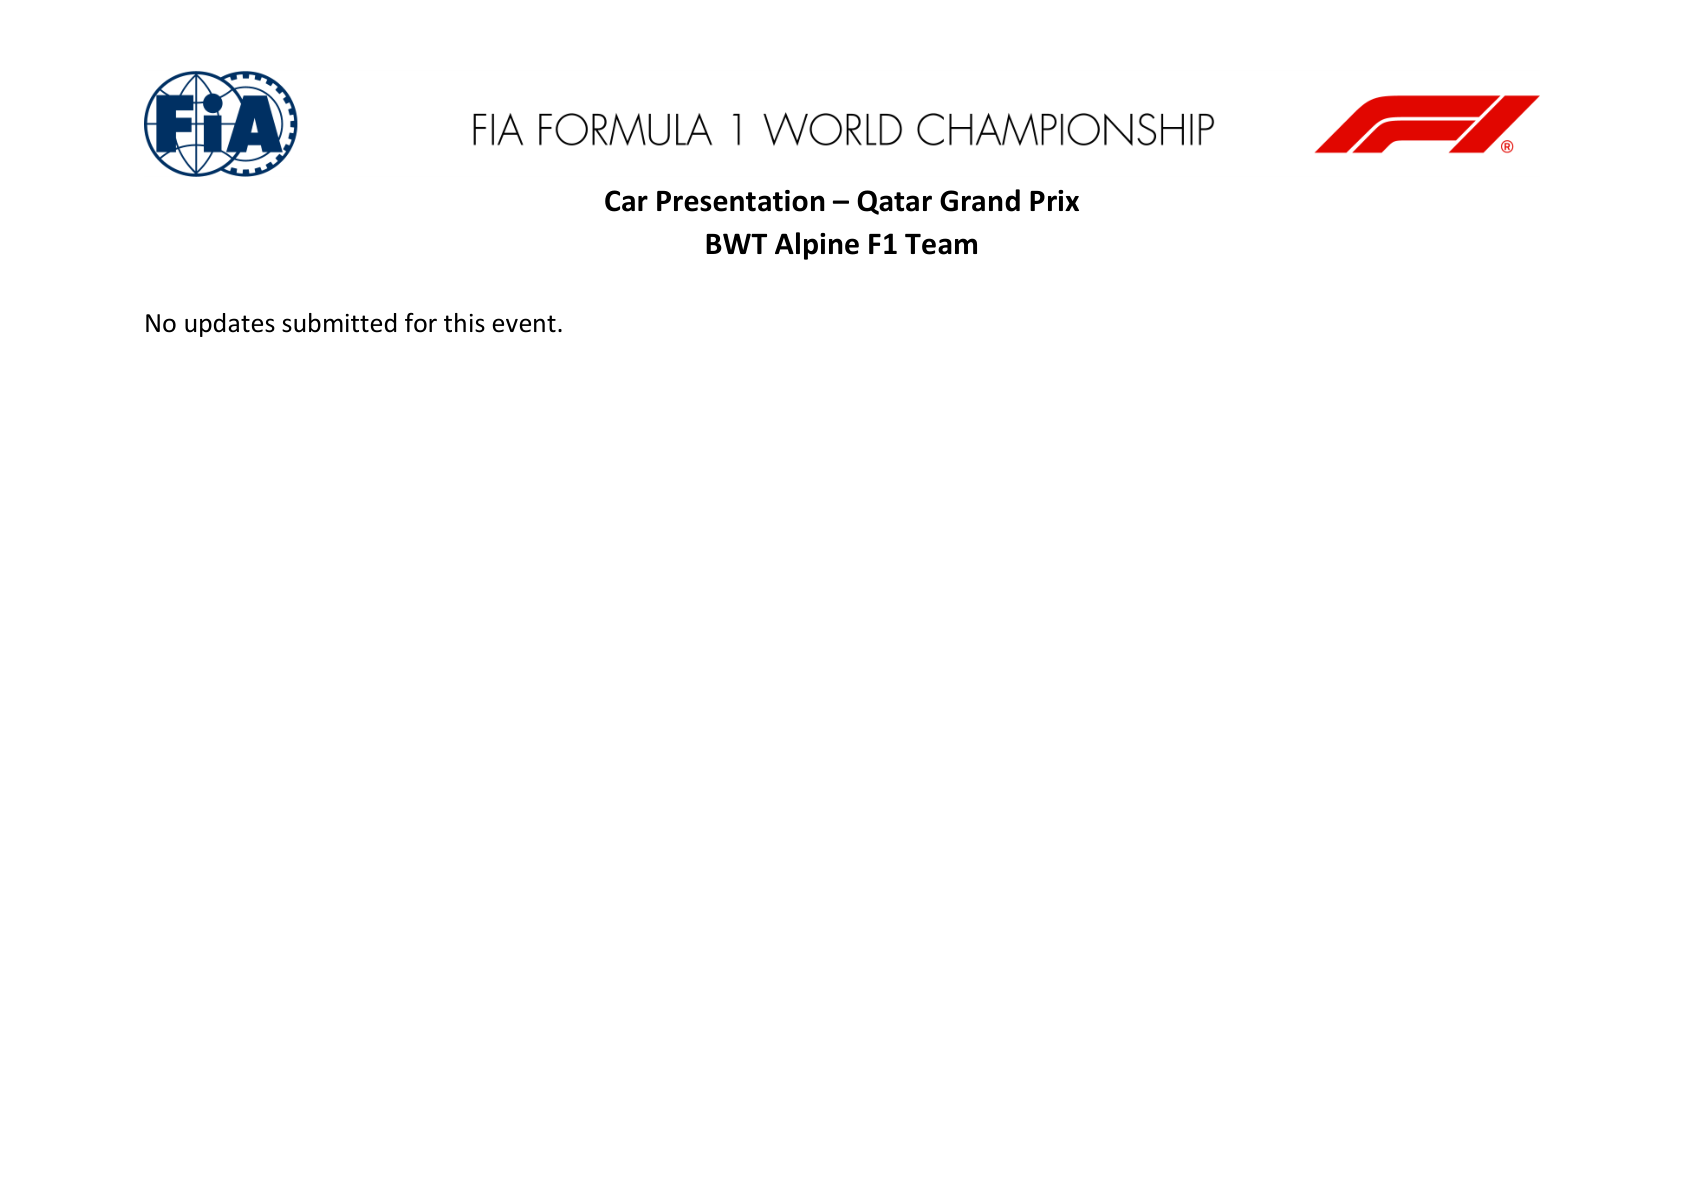 FiA
FIA FORMULA 1 WORLD CHAMPIONSHIP
F1®
Car Presentation – Qatar Grand Prix
BWT Alpine F1 Team
No updates submitted for this event.